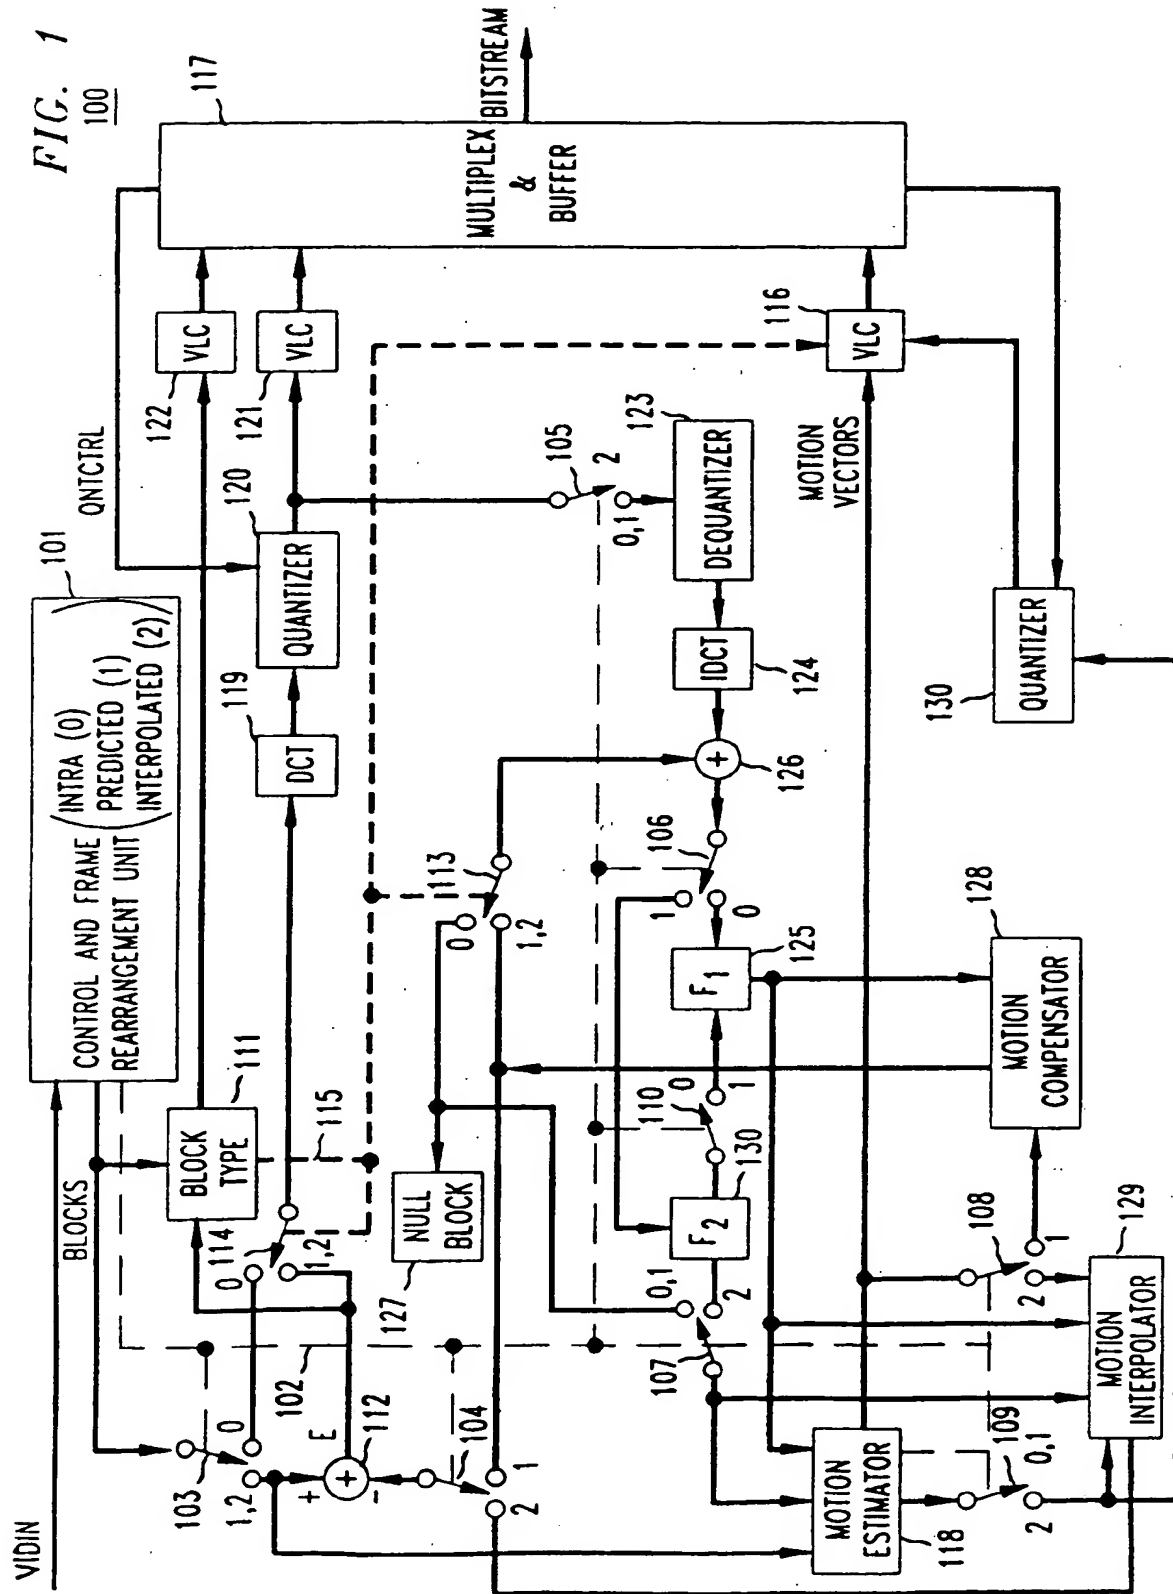 FIG. 1
100
VIDIN
101
CONTROL AND FRAME
REARRANGEMENT UNIT
(INTRA (0)
PREDICTED (1)
INTERPOLATED (2))
QNTCTRL
117
MULTIPLEX
&
BUFFER
BITSTREAM
BLOCKS
BLOCK
TYPE
111
115
VLC
122
VLC
121
QUANTIZER
120
DCT
119
114
0
1,2
103
0
1,2
102
E
112
+
+
-
104
1
2
NULL
BLOCK
127
113
0
1,2
105
2
0,1
DEQUANTIZER
123
IDCT
124
+
126
106
1
0
F1
125
110
0
1
F2
130
107
0,1
2
VLC
116
MOTION
VECTORS
QUANTIZER
130
MOTION
COMPENSATOR
128
108
1
2
MOTION
INTERPOLATOR
129
MOTION
ESTIMATOR
118
109
0,1
2